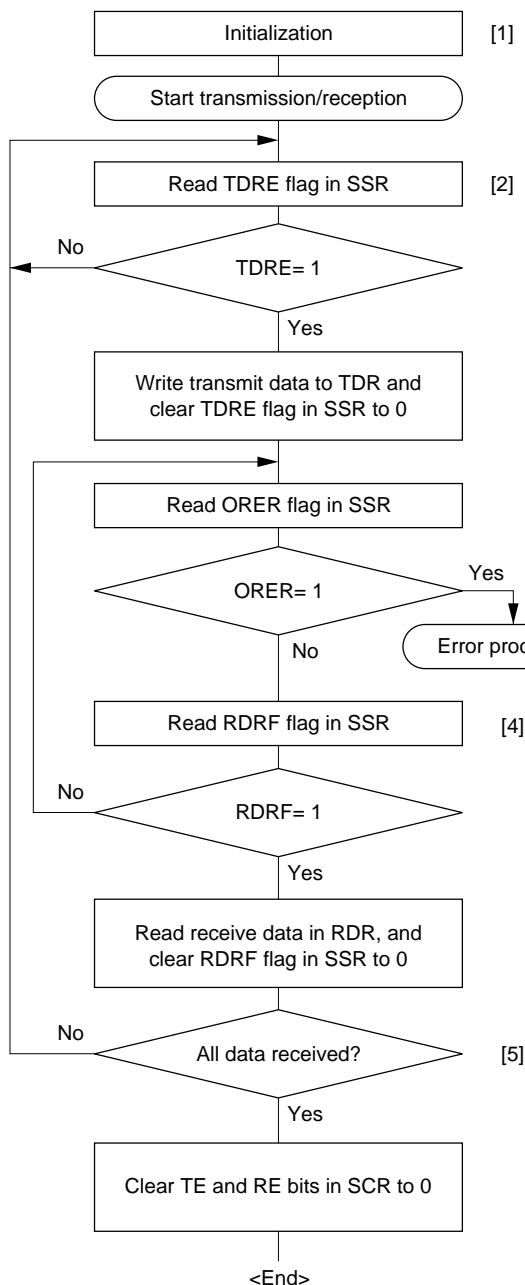 Initialization [1]
Start transmission/reception
Read TDRE flag in SSR [2]
No
TDRE= 1
Yes
Write transmit data to TDR and
clear TDRE flag in SSR to 0
Read ORER flag in SSR
ORER= 1
Yes
No
Error
Read RDRF flag in SSR [4]
No
RDRF= 1
Yes
Read receive data in RDR, and
clear RDRF flag in SSR to 0
No
All data received? [5]
Yes
Clear TE and RE bits in SCR to 0
<End>